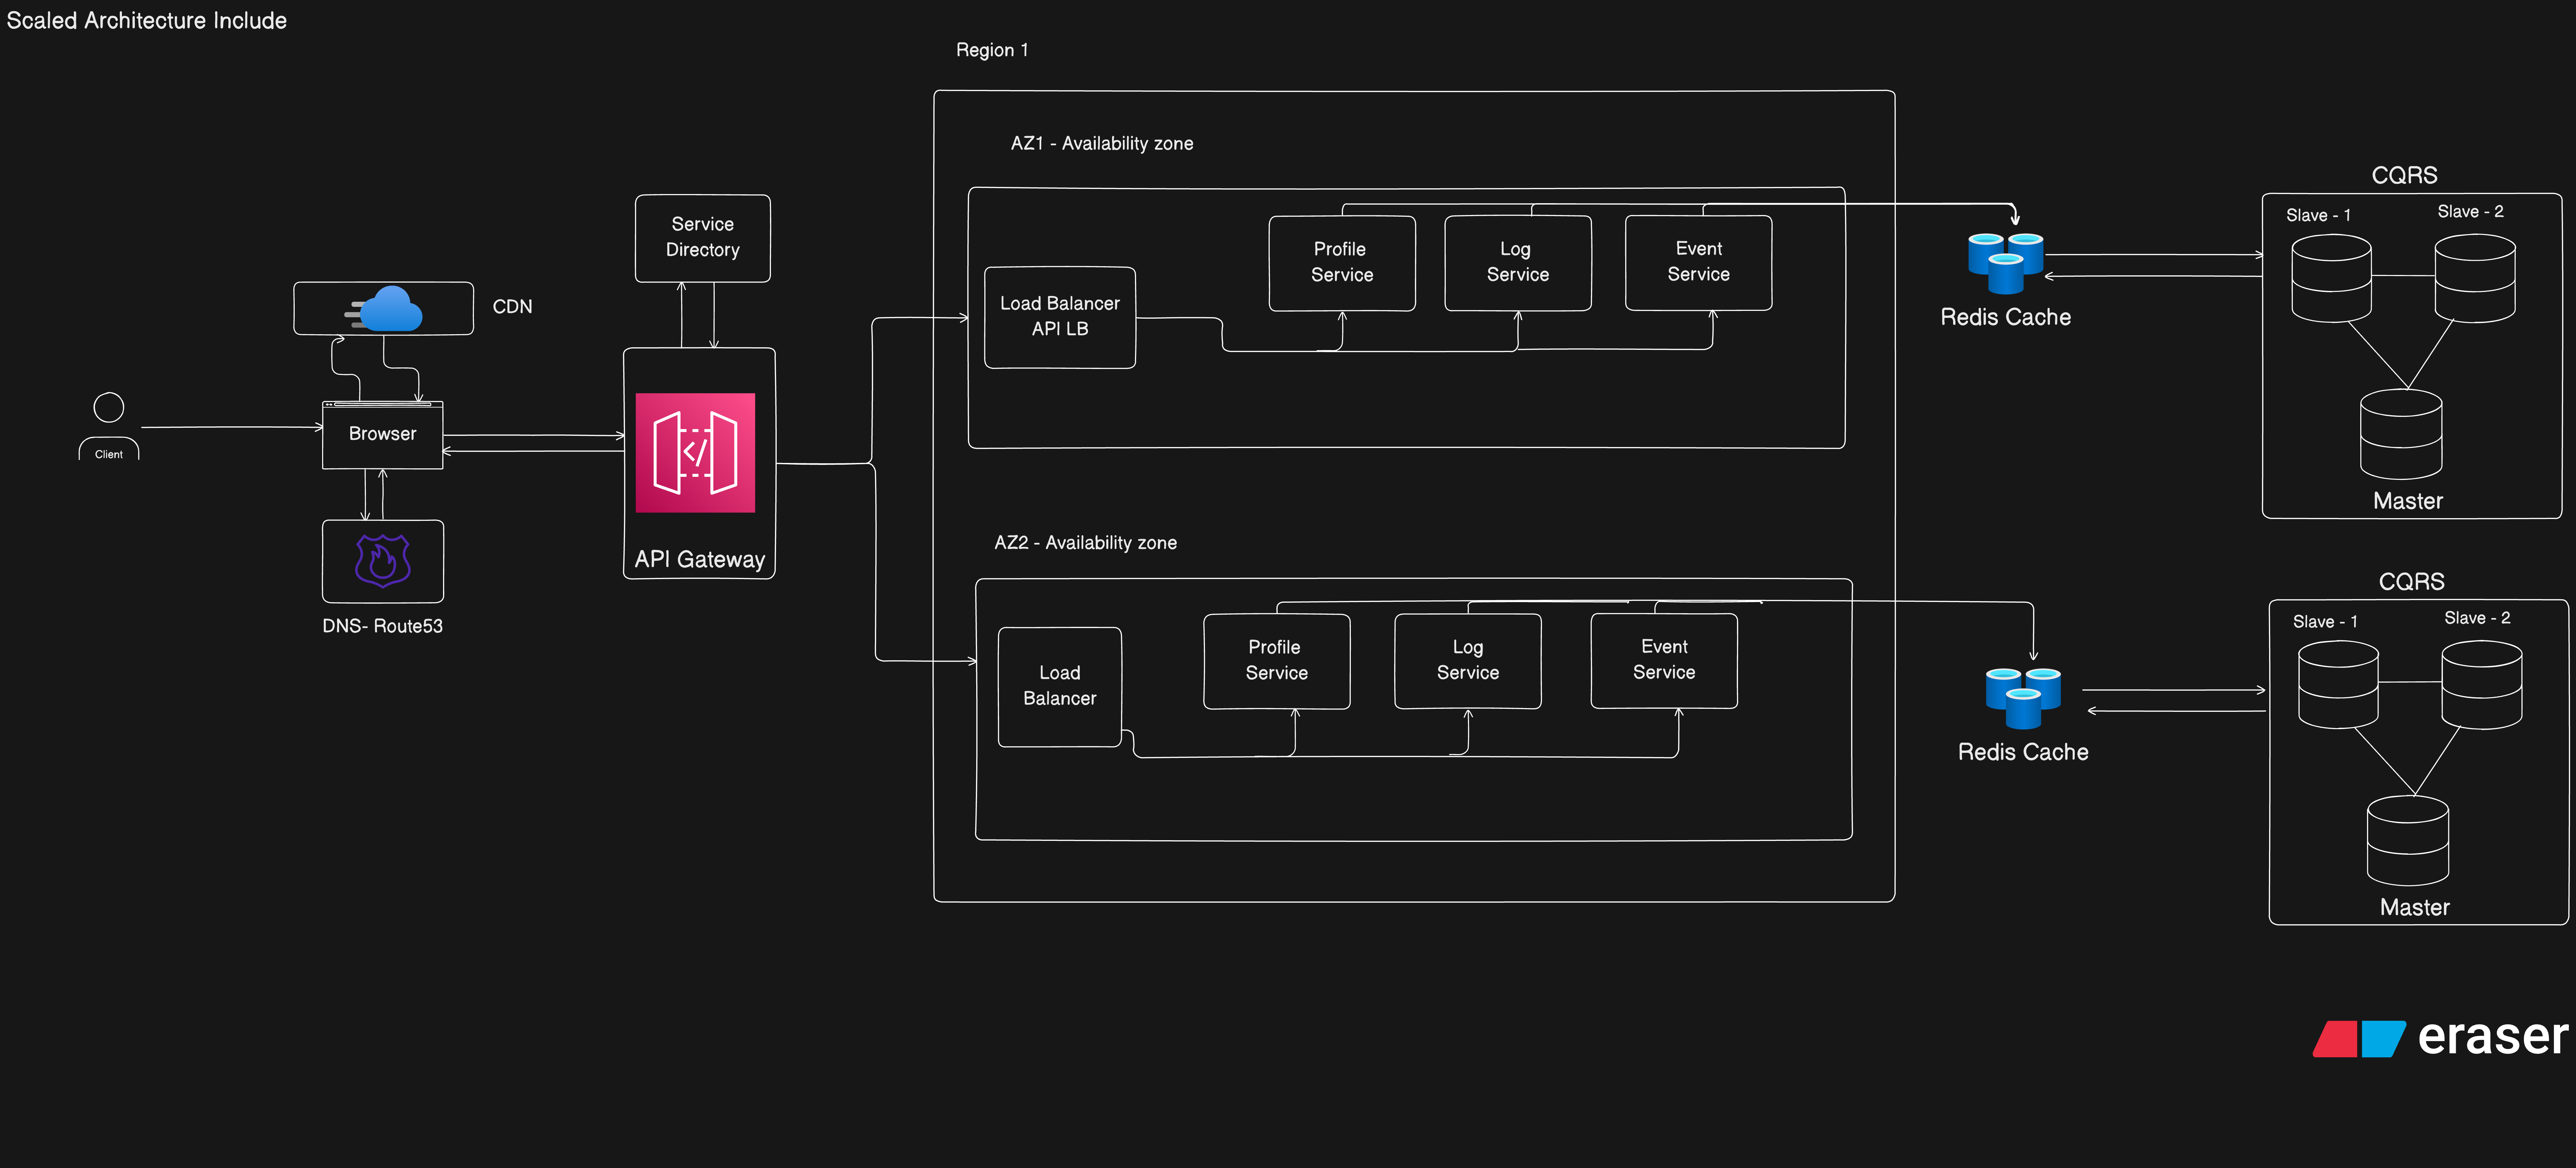 Scaled Architecture Include
Region 1
AZ1 - Availability zone
CQRS
Slave - 1
Slave - 2
Service
Directory
Profile
Service
Log
Service
Event
Service
Load Balancer
API LB
CDN
Redis Cache
Client
Browser
Master
API Gateway
AZ2 - Availability zone
DNS- Route53
CQRS
Slave - 1
Slave - 2
Load
Balancer
Profile
Service
Log
Service
Event
Service
Redis Cache
Master
eraser